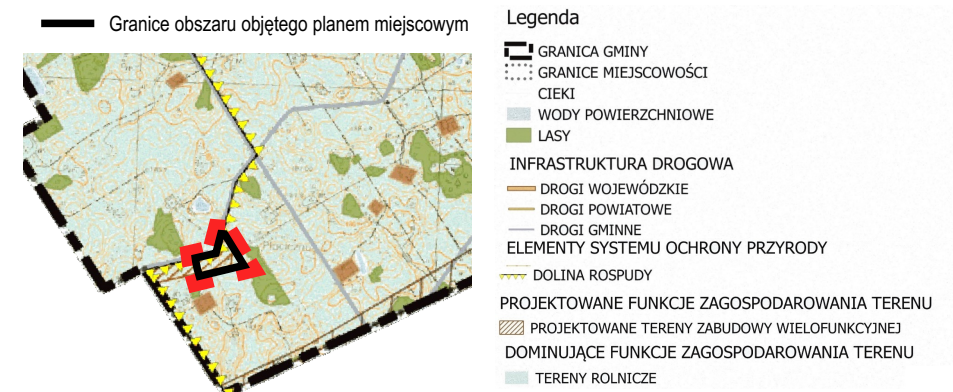 Granice obszaru objętego planem miejscowym
Legenda
GRANICA GMINY
GRANICE MIEJSCOWOŚCI
CIEKI
WODY POWIERZCHNIOWE
LASY
INFRASTRUKTURA DROGOWA
DROGI WOJEWÓDZKIE
DROGI POWIATOWE
DROGI GMINNE
ELEMENTY SYSTEMU OCHRONY PRZYRODY
DOLINA ROSPUDY
PROJEKTOWANE FUNKCJE ZAGOSPODAROWANIA TERENU
PROJEKTOWANE TERENY ZABUDOWY WIELOFUNKCYJNEJ
DOMINUJĄCE FUNKCJE ZAGOSPODAROWANIA TERENU
TERENY ROLNICZE